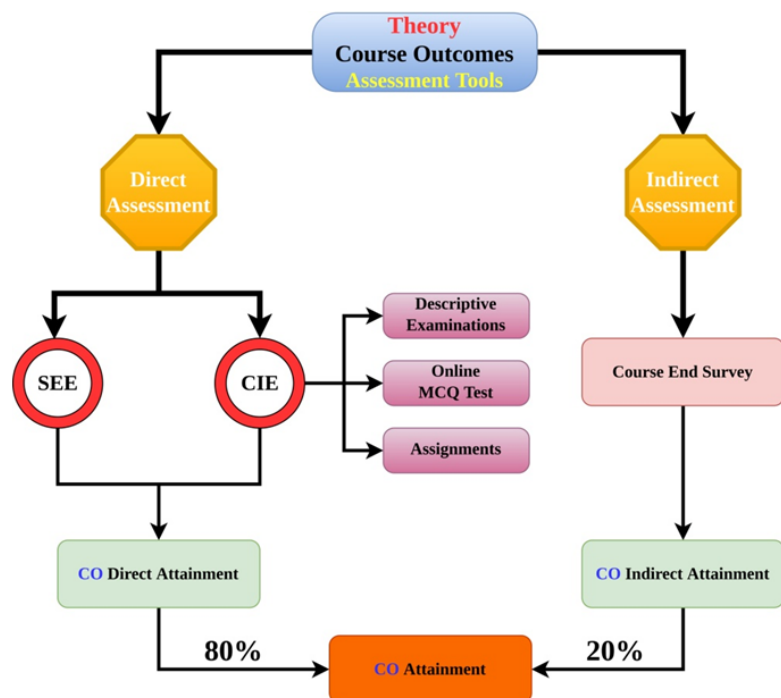 Theory
Course Outcomes
Assessment Tools
Direct
Assessment
Indirect
Assessment
SEE
CIE
Descriptive
Examinations
Online
MCQ Test
Assignments
Course End Survey
CO Direct Attainment
CO Indirect Attainment
80%
CO Attainment
20%